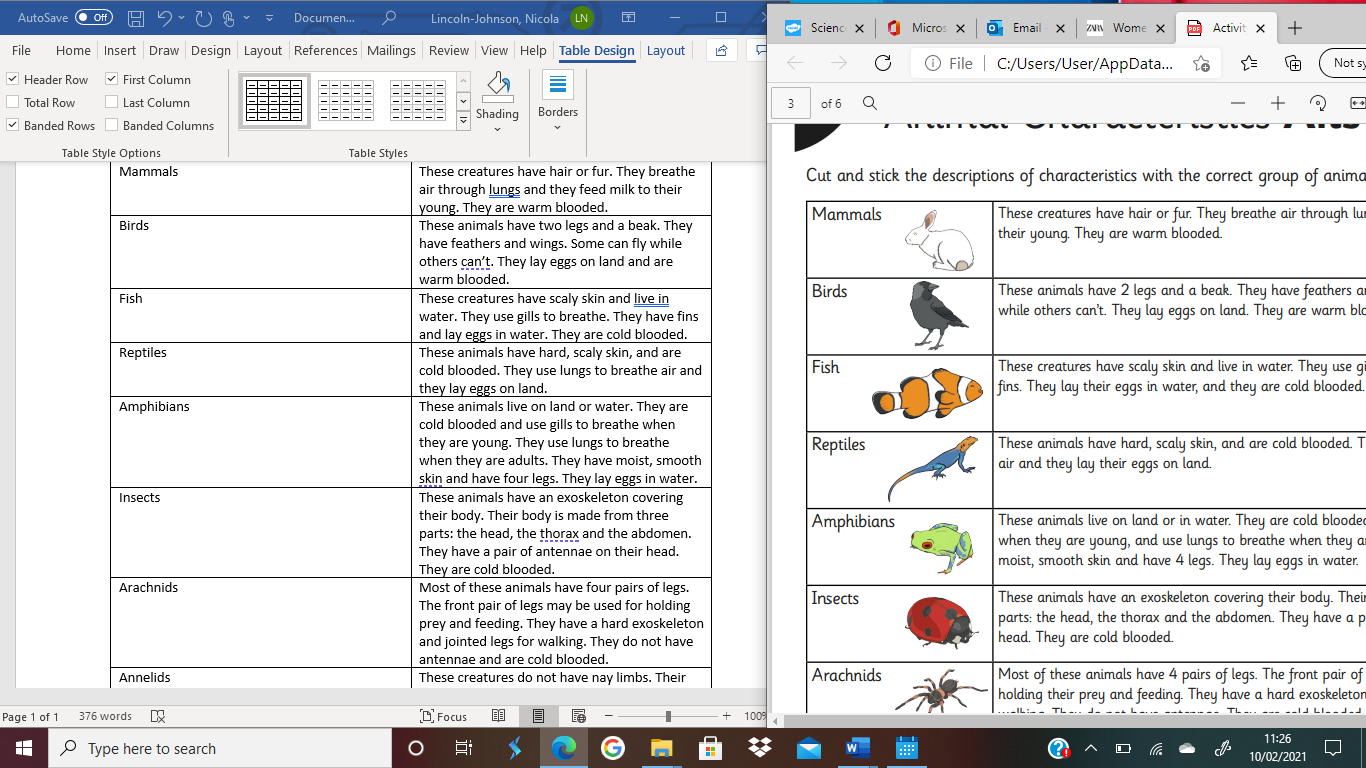 AutoSave Off Documen... Lincoln-Johnson, Nicola LN
File Home Insert Draw Design Layout References Mailings Review View Help Table Design Layout
Header Row First Column
Total Row Last Column
Banded Rows Banded Columns
Shading
Borders
Table Style Options
Table Styles
Mammals
These creatures have hair or fur. They breathe
air through lungs and they feed milk to their
young. They are warm blooded.
Birds
These animals have two legs and a beak. They
have feathers and wings. Some can fly while
others can't. They lay eggs on land and are
warm blooded.
Fish
These creatures have scaly skin and live in
water. They use gills to breathe. They have fins
and lay eggs in water. They are cold blooded.
Reptiles
These animals have hard, scaly skin, and are
cold blooded. They use lungs to breathe air and
they lay eggs on land.
Amphibians
These animals live on land or water. They are
cold blooded and use gills to breathe when
they are young. They use lungs to breathe
when they are adults. They have moist, smooth
skin and have four legs. They lay eggs in water.
Insects
These animals have an exoskeleton covering
their body. Their body is made from three
parts: the head, the thorax and the abdomen.
They have a pair of antennae on their head.
They are cold blooded.
Arachnids
Most of these animals have four pairs of legs.
The front pair of legs may be used for holding
prey and feeding. They have a hard exoskeleton
and jointed legs for walking. They do not have
antennae and are cold blooded.
Annelids
These creatures do not have nay limbs. Their
Page 1 of 1 376 words Focus 100%
Scienc Micros Email - Wome Activit
File C:/Users/User/AppData... Not sy
3 of 6
Animal Characteristics
Cut and stick the descriptions of characteristics with the correct group of anima
Mammals
These creatures have hair or fur. They breathe air through lu
their young. They are warm blooded.
Birds
These animals have 2 legs and a beak. They have feathers a
while others can't. They lay eggs on land. They are warm blo
Fish
These creatures have scaly skin and live in water. They use gi
fins. They lay their eggs in water, and they are cold blooded.
Reptiles
These animals have hard, scaly skin, and are cold blooded. T
air and they lay their eggs on land.
Amphibians
These animals live on land or in water. They are cold blooded
when they are young, and use lungs to breathe when they a
moist, smooth skin and have 4 legs. They lay eggs in water.
Insects
These animals have an exoskeleton covering their body. Thei
parts: the head, the thorax and the abdomen. They have a p
head. They are cold blooded.
Arachnids
Most of these animals have 4 pairs of legs. The front pair of
holding their prey and feeding. They have a hard exoskeleton
walking. They do not have antennae. They are cold blooded
Type here to search
11:26
10/02/2021